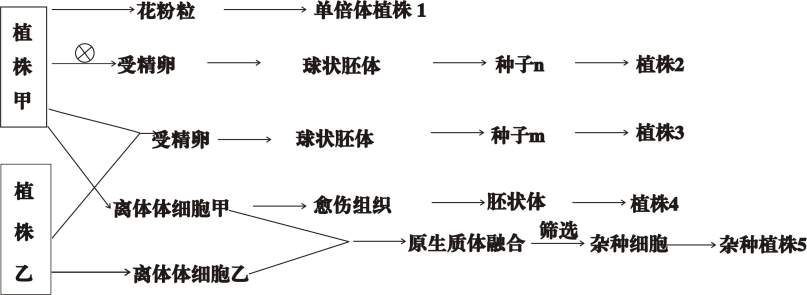 植株甲
花粉粒 单倍体植株1
受精卵 球状胚体 种子n 植株2
受精卵 球状胚体 种子m 植株3
植株乙
离体体细胞甲 愈伤组织 胚状体 植株4
原生质体融合 筛选 杂种细胞 杂种植株5
离体体细胞乙